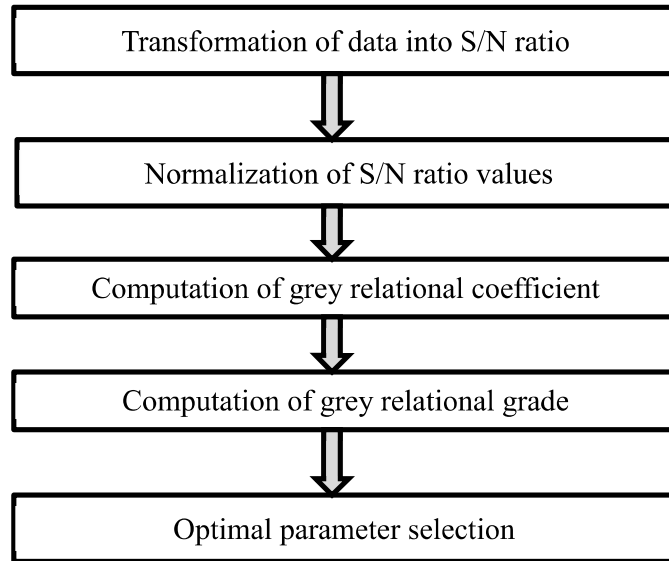 Transformation of data into S/N ratio
Normalization of S/N ratio values
Computation of grey relational coefficient
Computation of grey relational grade
Optimal parameter selection